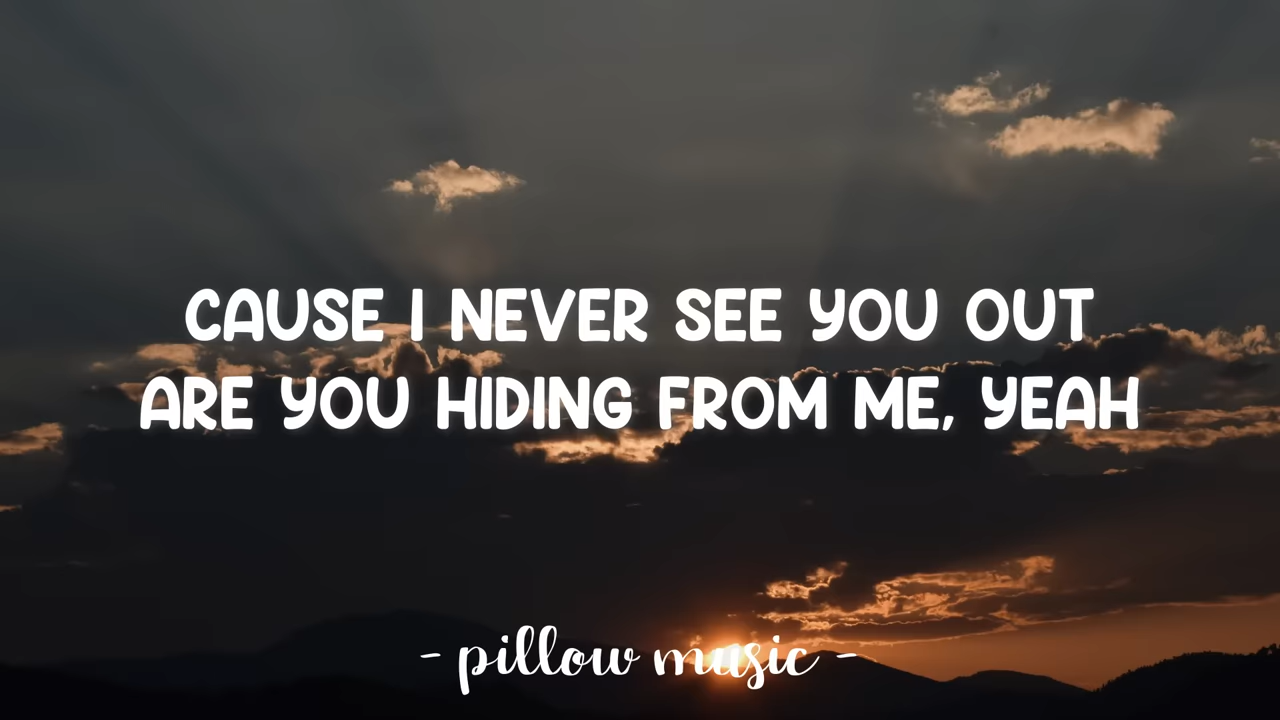 CAUSE I NEVER SEE YOU OUT
ARE YOU HIDING FROM ME, YEAH
- pillow music -